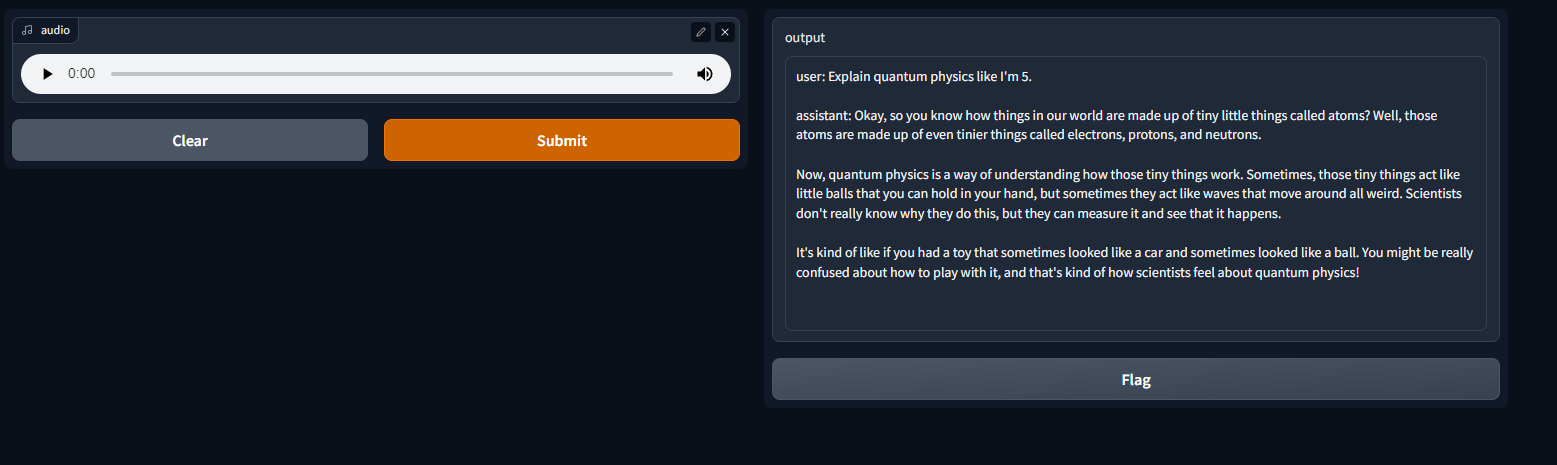 audio
0:00
Clear
Submit
output
user: Explain quantum physics like I'm 5.
assistant: Okay, so you know how things in our world are made up of tiny little things called atoms? Well, those
atoms are made up of even tinier things called electrons, protons, and neutrons.
Now, quantum physics is a way of understanding how those tiny things work. Sometimes, those tiny things act like
little balls that you can hold in your hand, but sometimes they act like waves that move around all weird. Scientists
don't really know why they do this, but they can measure it and see that it happens.
It's kind of like if you had a toy that sometimes looked like a car and sometimes looked like a ball. You might be really
confused about how to play with it, and that's kind of how scientists feel about quantum physics!
Flag